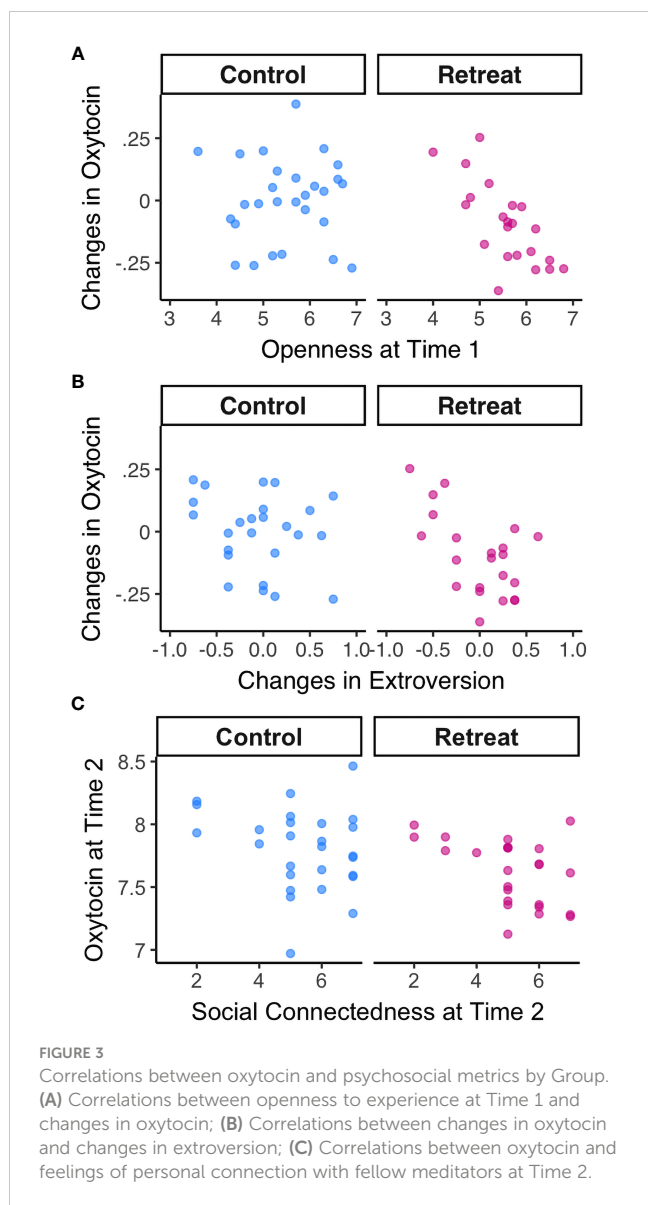 A
Control Retreat
Changes in Oxytocin
.25
0
-.25
3 4 5 6 7 3 4 5 6 7
Openness at Time 1
B
Control Retreat
Changes in Oxytocin
.25
0
-.25
-1.0 -0.5 0.0 0.5 1.0 -1.0 -0.5 0.0 0.5 1.0
Changes in Extroversion
C
Control Retreat
Oxytocin at Time 2
8.5
8
7.5
7
2 4 6 2 4 6
Social Connectedness at Time 2
FIGURE 3
Correlations between oxytocin and psychosocial metrics by Group.
(A) Correlations between openness to experience at Time 1 and
changes in oxytocin; (B) Correlations between changes in oxytocin
and changes in extroversion; (C) Correlations between oxytocin and
feelings of personal connection with fellow meditators at Time 2.